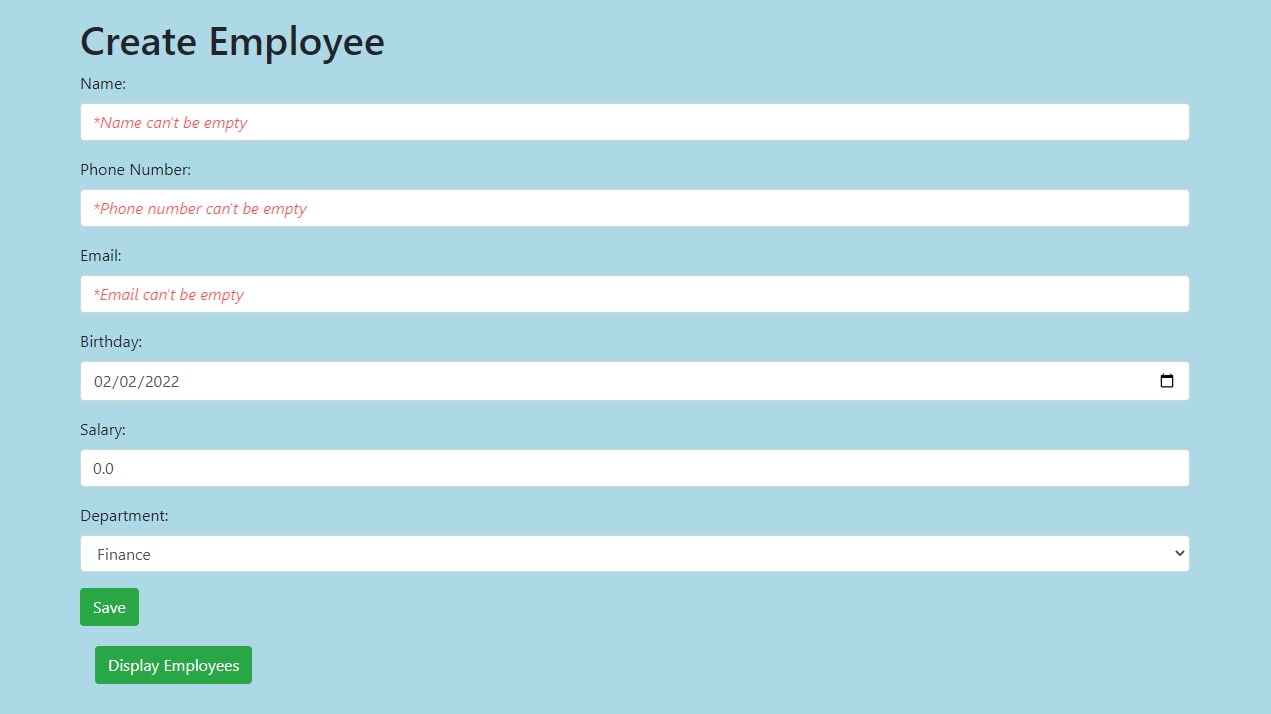 Create Employee
Name:
*Name can't be empty
Phone Number:
*Phone number can't be empty
Email:
*Email can't be empty
Birthday:
02/02/2022
Salary:
0.0
Department:
Finance
Save
Display Employees